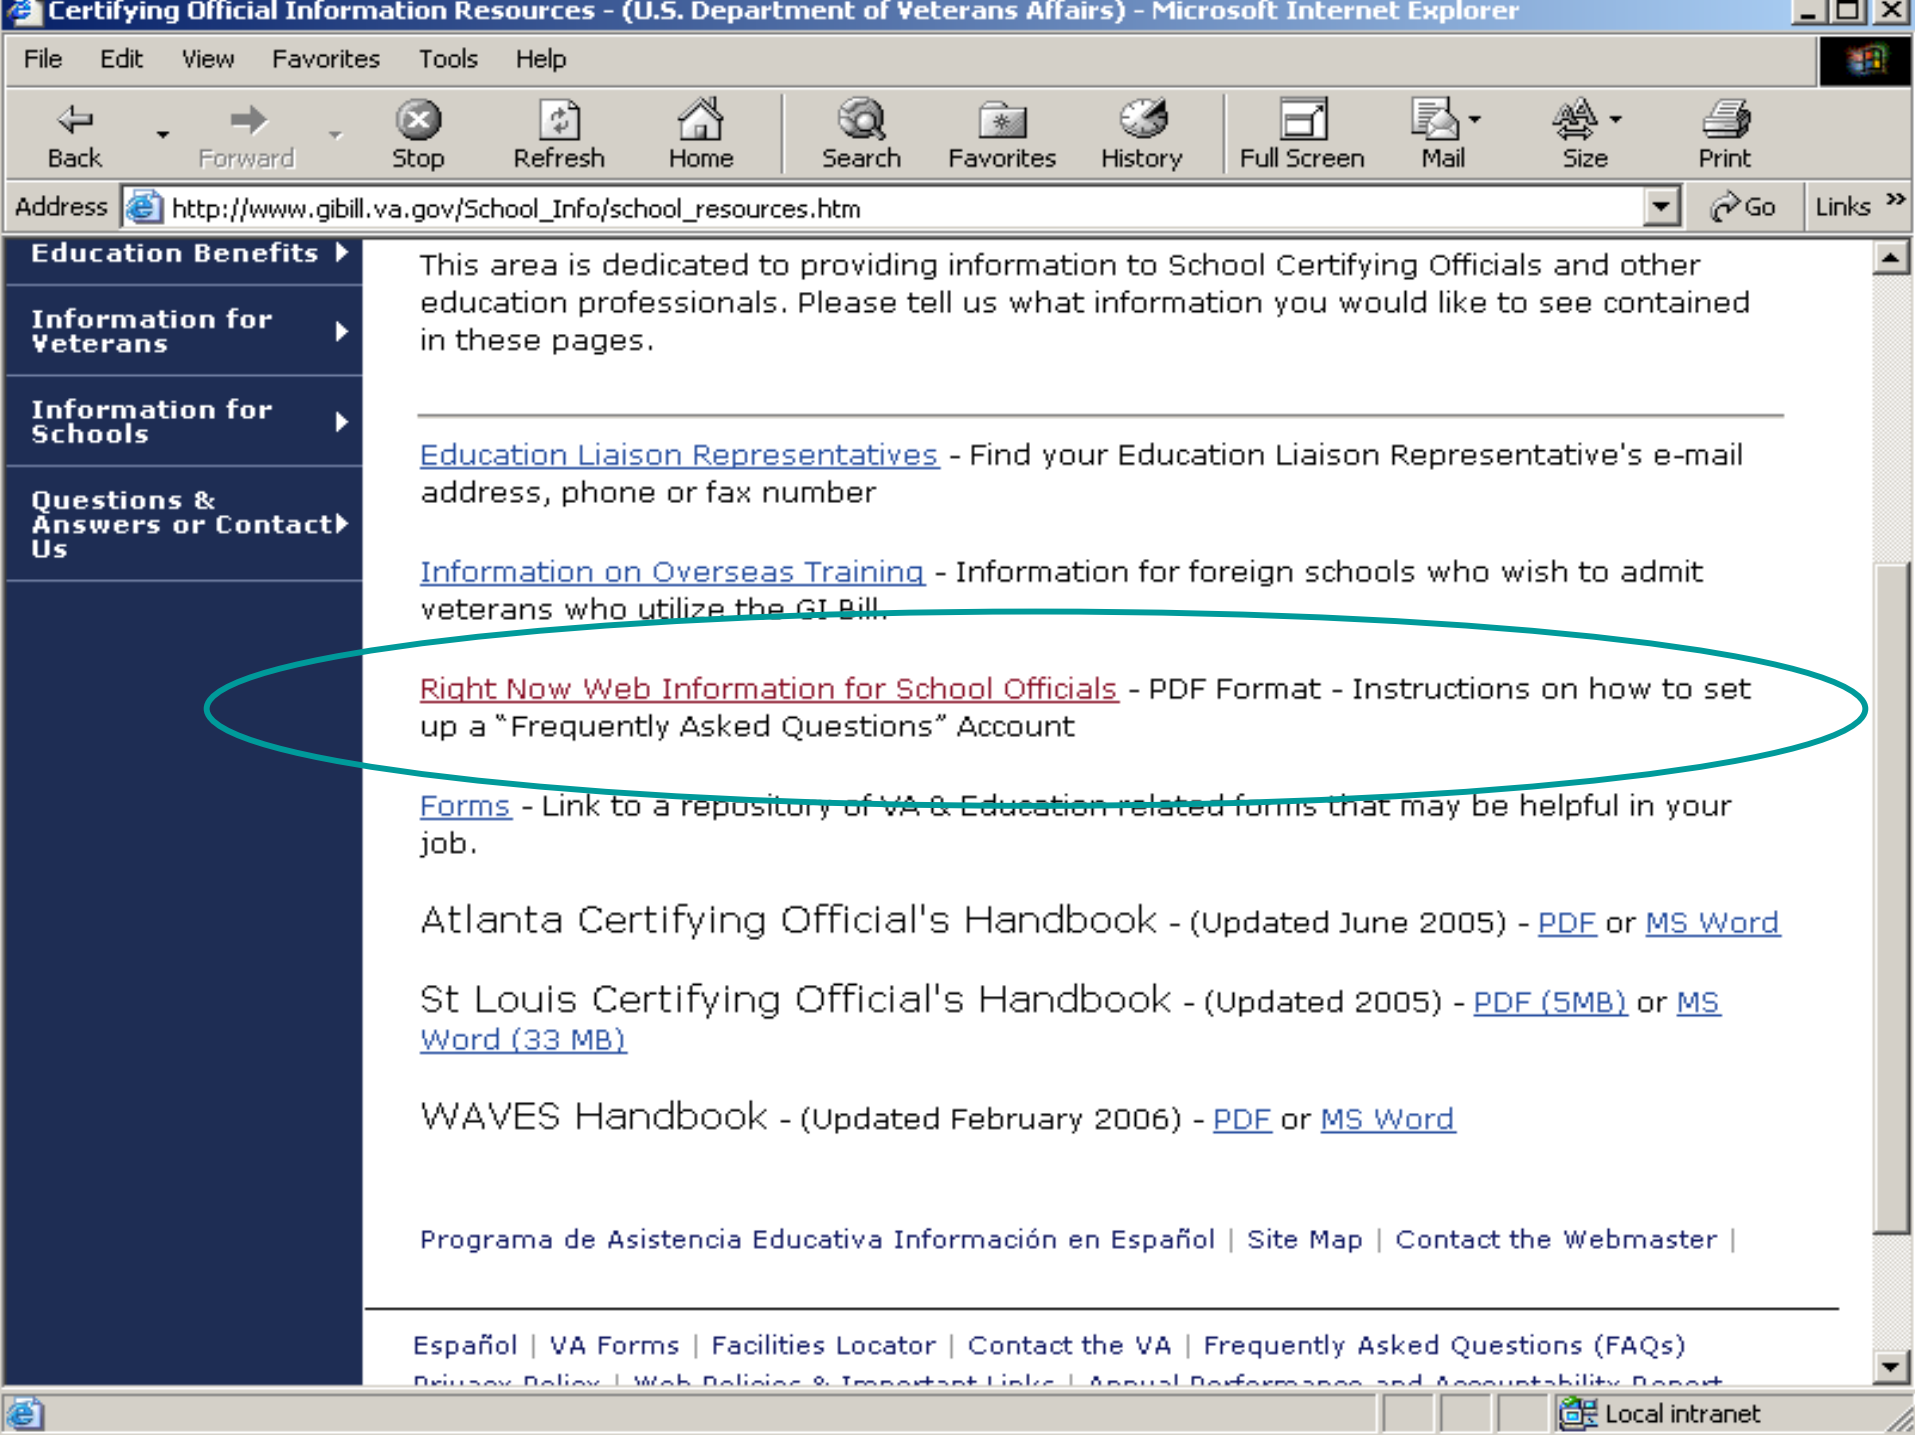 Certifying Official Information Resources - (U.S. Department of Veterans Affairs) - Microsoft Internet Explorer
File Edit View Favorites Tools Help
Back Forward Stop Refresh Home Search Favorites History Full Screen Mail Size Print
Address http://www.gibill.va.gov/School_Info/school_resources.htm Go Links »
Education Benefits
Information for
Veterans
Information for
Schools
Questions &
Answers or Contact
Us
This area is dedicated to providing information to School Certifying Officials and other
education professionals. Please tell us what information you would like to see contained
in these pages.
Education Liaison Representatives - Find your Education Liaison Representative's e-mail
address, phone or fax number
Information on Overseas Training - Information for foreign schools who wish to admit
veterans who utilize the GI Bill.
Right Now Web Information for School Officials - PDF Format - Instructions on how to set
up a “Frequently Asked Questions” Account
Forms - Link to a repository of VA & Education related forms that may be helpful in your
job.
Atlanta Certifying Official's Handbook - (Updated June 2005) - PDF or MS Word
St Louis Certifying Official's Handbook - (Updated 2005) - PDF (5MB) or MS
Word (33 MB)
WAVES Handbook - (Updated February 2006) - PDF or MS Word
Programa de Asistencia Educativa Información en Español | Site Map | Contact the Webmaster |
Español | VA Forms | Facilities Locator | Contact the VA | Frequently Asked Questions (FAQs)
Privacy Policy | Web Policies & Important Links | Annual Performance and Accountability Report
Local intranet